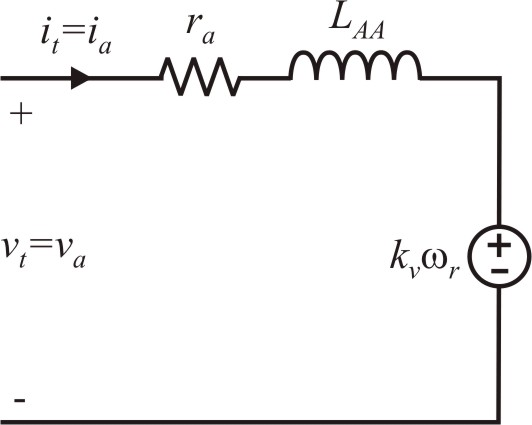 i_t=i_a
r_a
L_AA
+
v_t=v_a
k_vω_r
+
-
-